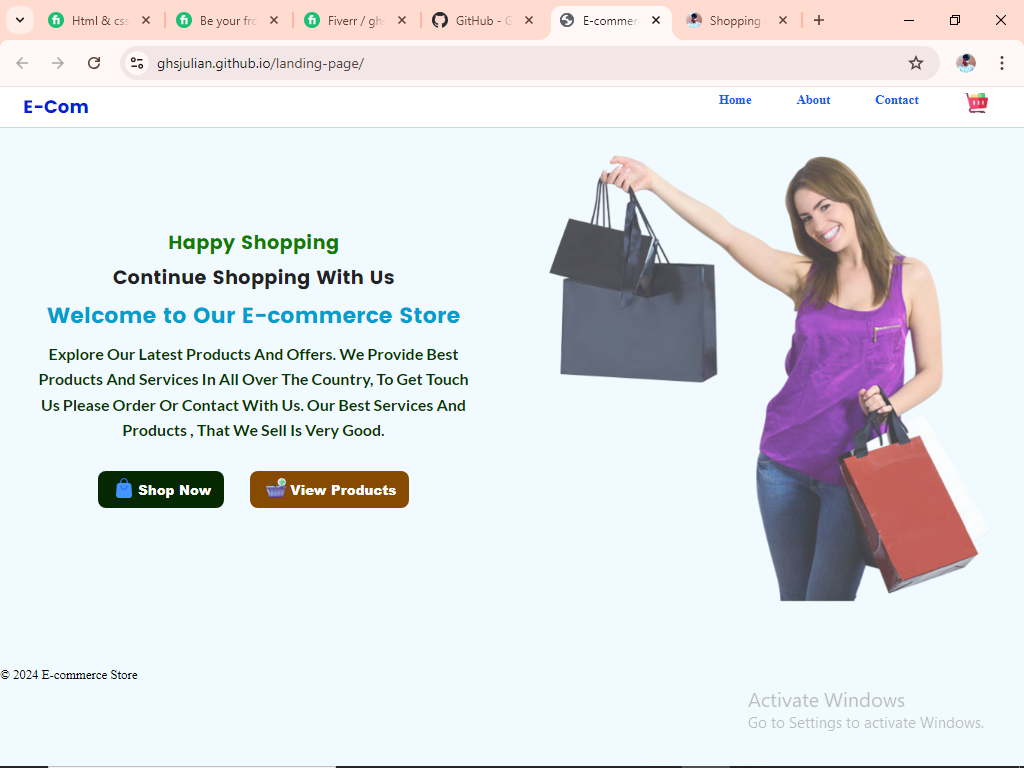 Html & css
Be your fro
Fiverr / ghs
GitHub - G
E-commer
Shopping
ghsjulian.github.io/landing-page/
E-Com
Home
About
Contact
Happy Shopping
Continue Shopping With Us
Welcome to Our E-commerce Store
Explore Our Latest Products And Offers. We Provide Best
Products And Services In All Over The Country, To Get Touch
Us Please Order Or Contact With Us. Our Best Services And
Products , That We Sell Is Very Good.
Shop Now
View Products
© 2024 E-commerce Store
Activate Windows
Go to Settings to activate Windows.